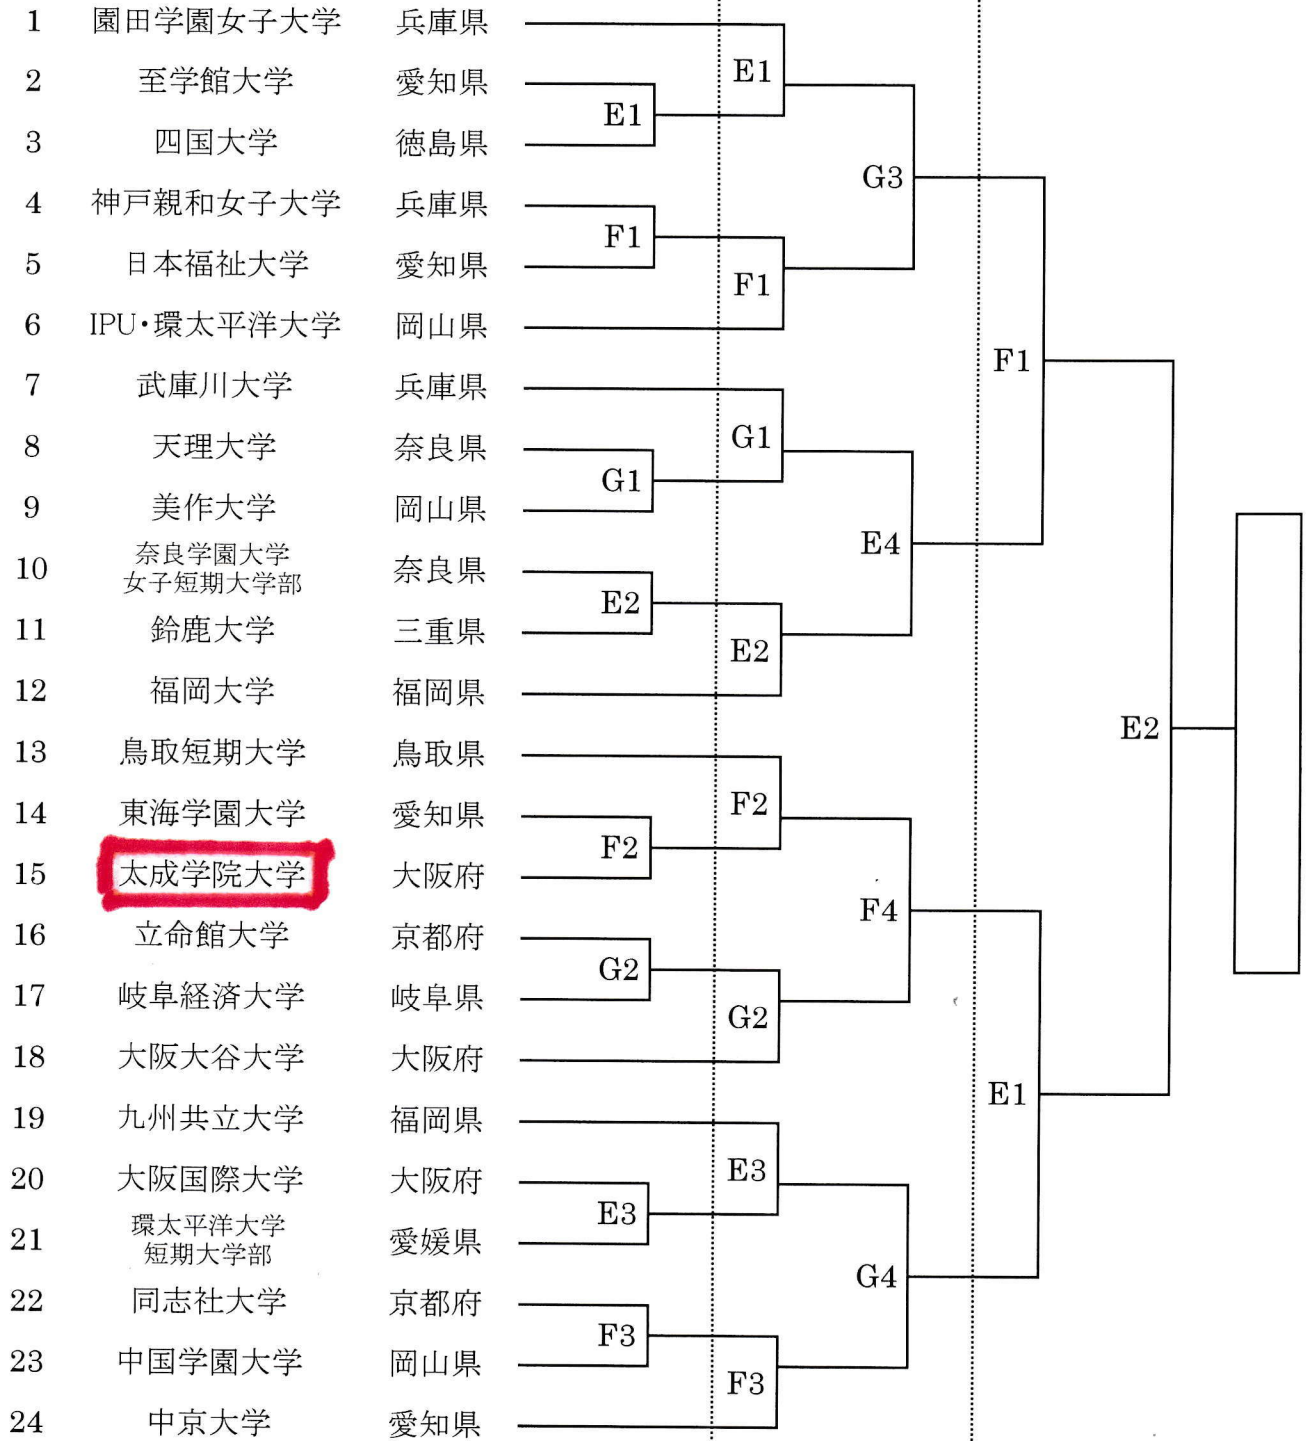 1 園田学園女子大学 兵庫県
E1
2 至学館大学 愛知県
E1
3 四国大学 徳島県
G3
4 神戸親和女子大学 兵庫県
F1
5 日本福祉大学 愛知県
F1
6 IPU・環太平洋大学 岡山県
F1
7 武庫川大学 兵庫県
G1
8 天理大学 奈良県
G1
9 美作大学 岡山県
E4
10 奈良学園大学
女子短期大学部 奈良県
E2
11 鈴鹿大学 三重県
E2
12 福岡大学 福岡県
E2
13 鳥取短期大学 鳥取県
F2
14 東海学園大学 愛知県
F2
15 太成学院大学 大阪府
F4
16 立命館大学 京都府
G2
17 岐阜経済大学 岐阜県
G2
18 大阪大谷大学 大阪府
E1
19 九州共立大学 福岡県
E3
20 大阪国際大学 大阪府
E3
21 環太平洋大学
短期大学部 愛媛県
G4
22 同志社大学 京都府
F3
23 中国学園大学 岡山県
F3
24 中京大学 愛知県